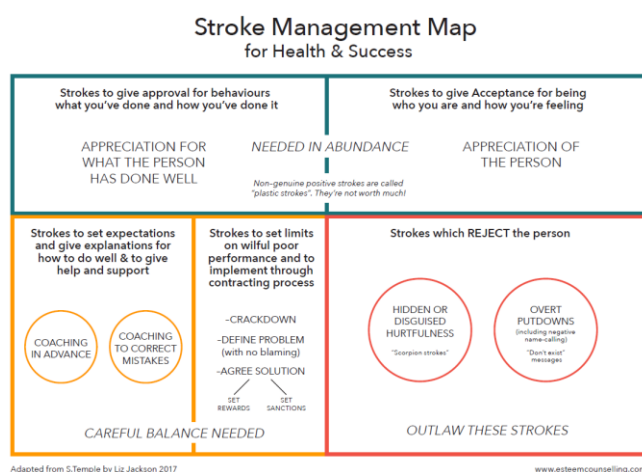 Stroke Management Map
for Health & Success
Strokes to give approval for behaviours
what you've done and how you've done it
APPRECIATION FOR
WHAT THE PERSON
HAS DONE WELL
NEEDED IN ABUNDANCE
Non-genuine positive strokes are called
"plastic strokes". They're not worth much!
Strokes to give Acceptance for being
who you are and how you're feeling
APPRECIATION OF
THE PERSON
Strokes to set expectations
and give explanations for
how to do well & to give
help and support
COACHING
IN ADVANCE
COACHING
TO CORRECT
MISTAKES
Strokes to set limits
on wilful poor
performance and to
implement through
contracting process
-CRACKDOWN
-DEFINE PROBLEM
(with no blaming)
-AGREE SOLUTION
SET
REWARDS
SET
SANCTIONS
CAREFUL BALANCE NEEDED
Strokes which REJECT the person
HIDDEN OR
DISGUISED
HURTFULNESS
"Scorpion strokes"
OVERT
PUTDOWNS
(including negative
name-calling)
"Don't exist"
messages
OUTLAW THESE STROKES
Adapted from S.Temple by Liz Jackson 2017
www.esteemcounselling.com